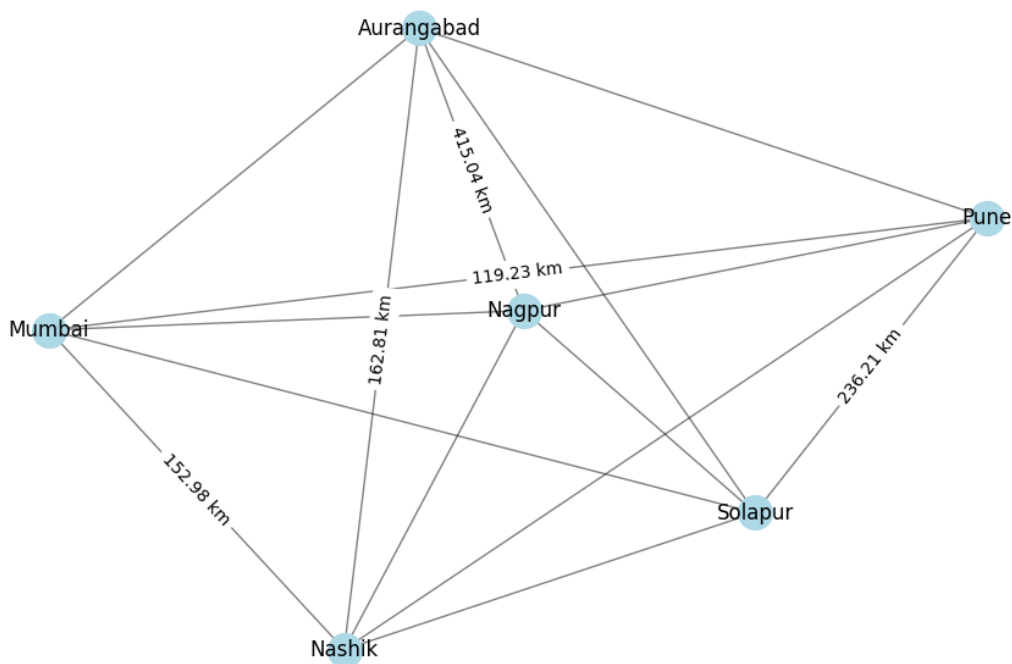 Aurangabad
415.04 km
Pune
119.23 km
Nagpur
Mumbai
162.81 km
236.21 km
152.98 km
Solapur
Nashik